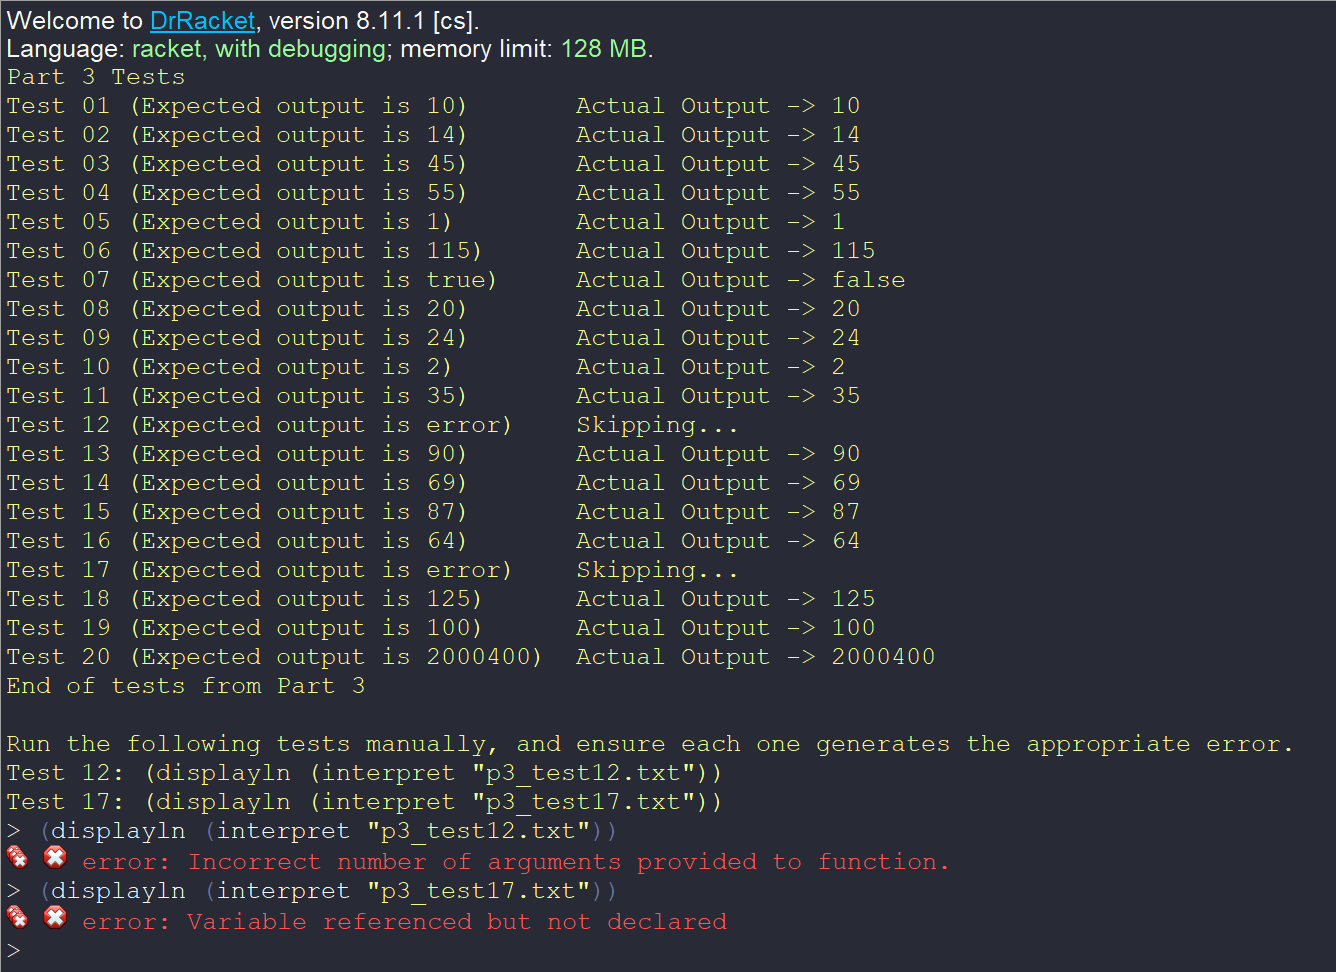 Welcome to DrRacket, version 8.11.1 [cs].
Language: racket, with debugging; memory limit: 128 MB.
Part 3 Tests
Test 01 (Expected output is 10) Actual Output -> 10
Test 02 (Expected output is 14) Actual Output -> 14
Test 03 (Expected output is 45) Actual Output -> 45
Test 04 (Expected output is 55) Actual Output -> 55
Test 05 (Expected output is 1) Actual Output -> 1
Test 06 (Expected output is 115) Actual Output -> 115
Test 07 (Expected output is true) Actual Output -> false
Test 08 (Expected output is 20) Actual Output -> 20
Test 09 (Expected output is 24) Actual Output -> 24
Test 10 (Expected output is 2) Actual Output -> 2
Test 11 (Expected output is 35) Actual Output -> 35
Test 12 (Expected output is error) Skipping...
Test 13 (Expected output is 90) Actual Output -> 90
Test 14 (Expected output is 69) Actual Output -> 69
Test 15 (Expected output is 87) Actual Output -> 87
Test 16 (Expected output is 64) Actual Output -> 64
Test 17 (Expected output is error) Skipping...
Test 18 (Expected output is 125) Actual Output -> 125
Test 19 (Expected output is 100) Actual Output -> 100
Test 20 (Expected output is 2000400) Actual Output -> 2000400
End of tests from Part 3

Run the following tests manually, and ensure each one generates the appropriate error.
Test 12: (displayln (interpret "p3_test12.txt"))
Test 17: (displayln (interpret "p3_test17.txt"))
> (displayln (interpret "p3_test12.txt"))
error: Incorrect number of arguments provided to function.
> (displayln (interpret "p3_test17.txt"))
error: Variable referenced but not declared
>